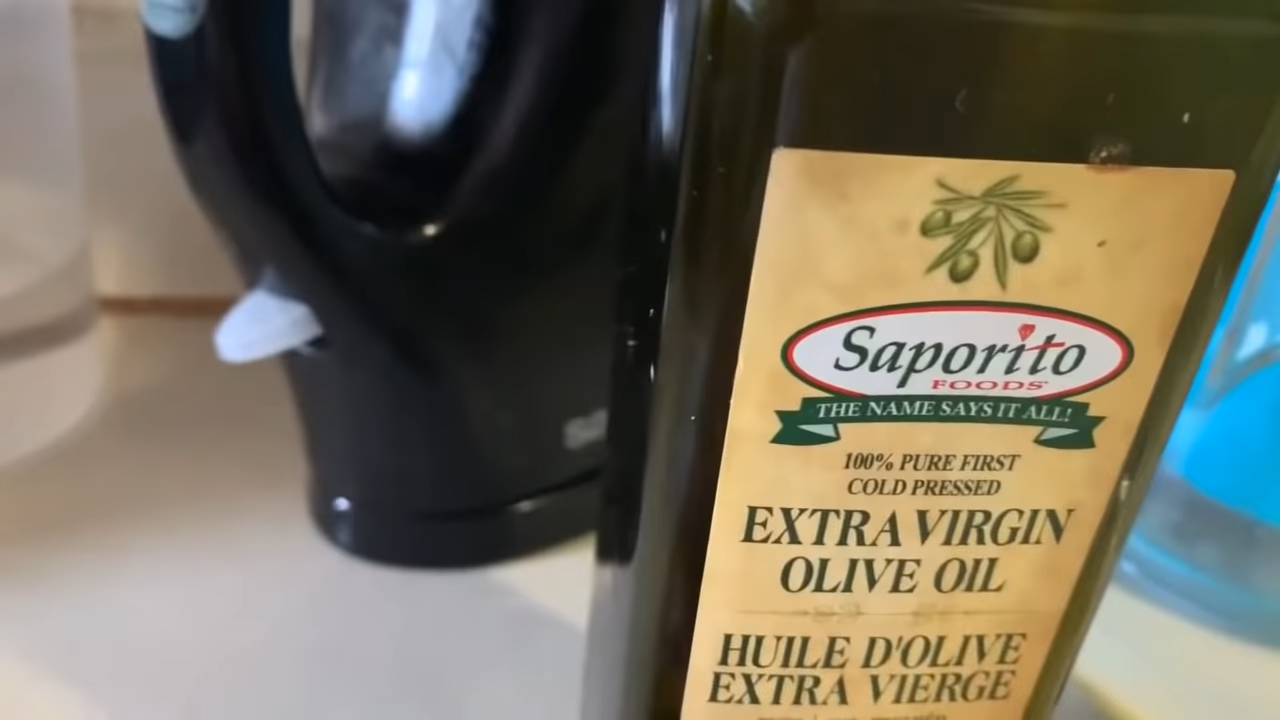 Saporito
FOODS
THE NAME SAYS IT ALL!
100% PURE FIRST
COLD PRESSED
EXTRA VIRGIN
OLIVE OIL
HUILE D'OLIVE
EXTRA VIERGE